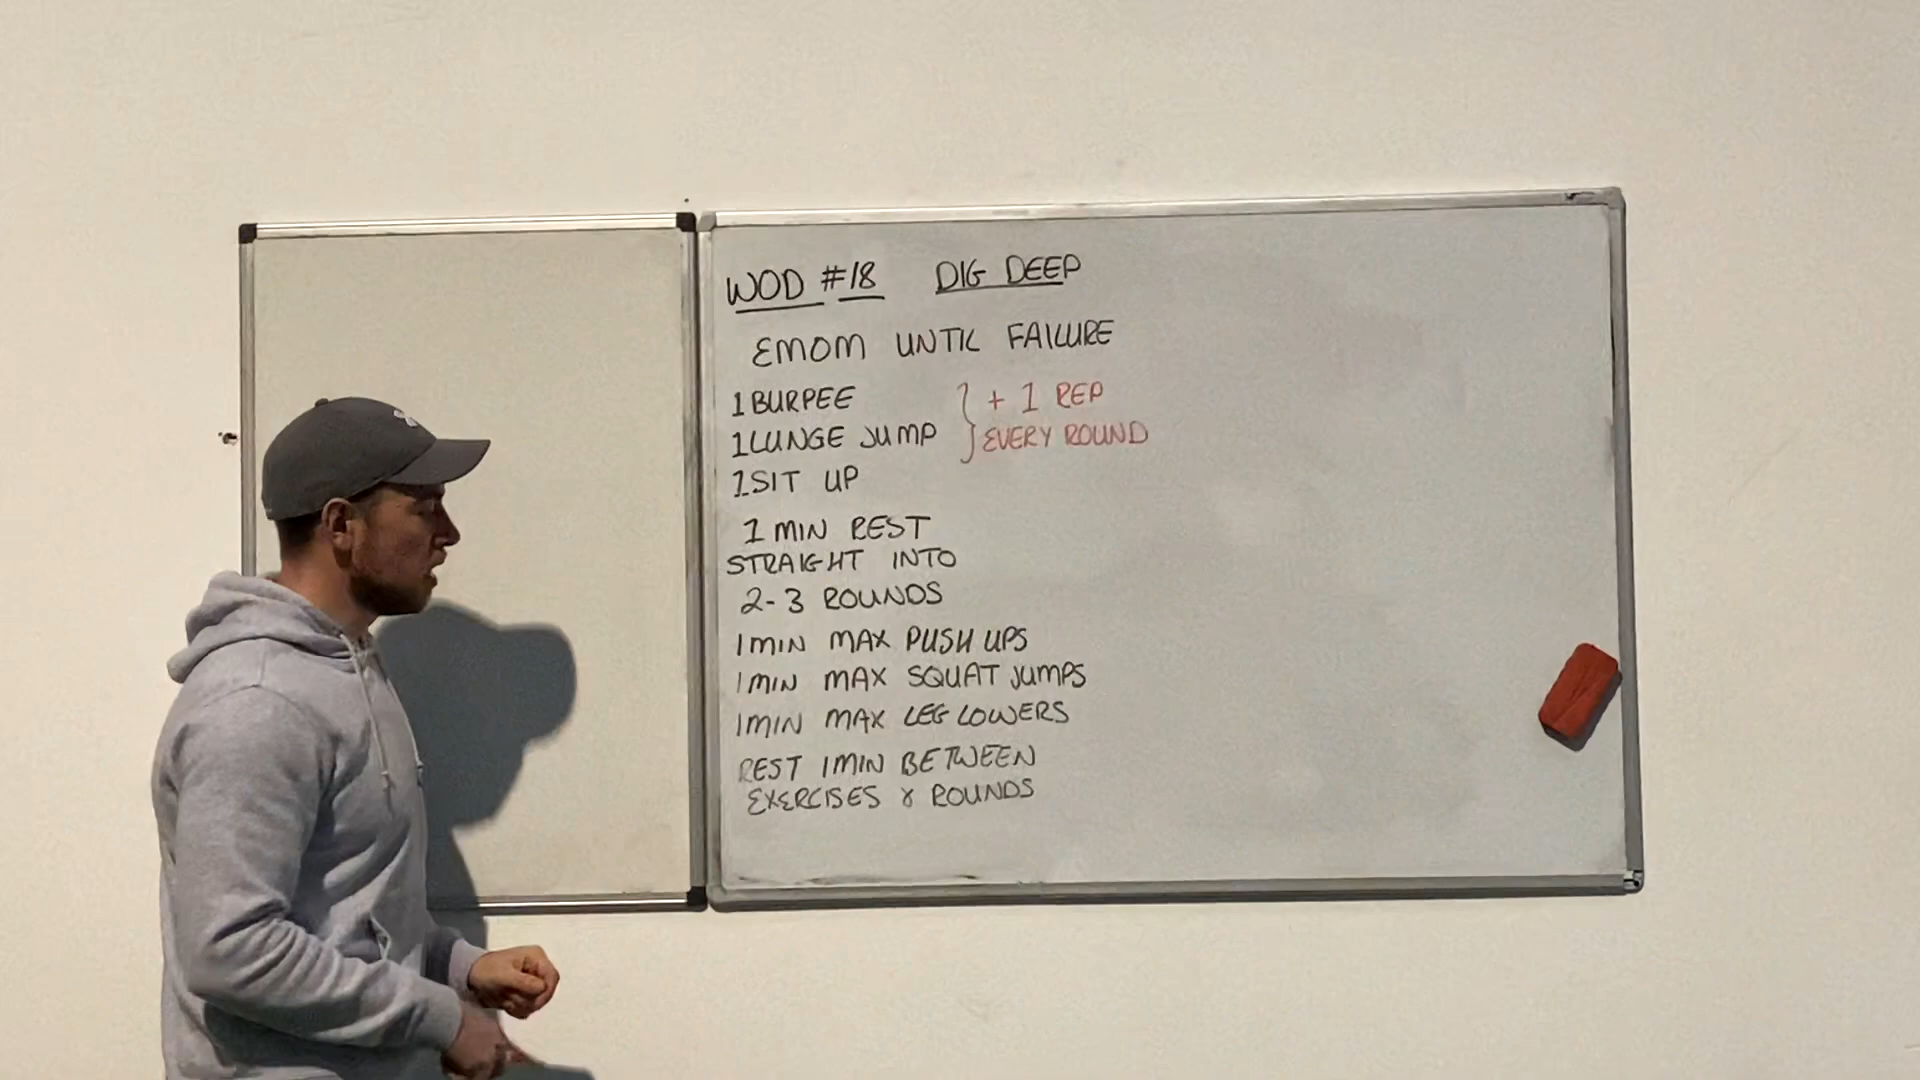 WOD #18 DIG DEEP
EMOM UNTIL FAILURE
1 BURPEE } + 1 REP
1 LUNGE JUMP } EVERY ROUND
1 SIT UP
1 MIN REST
STRAIGHT INTO
2-3 ROUNDS
1 MIN MAX PUSH UPS
1 MIN MAX SQUAT JUMPS
1 MIN MAX LEG LOWERS
REST 1 MIN BETWEEN
EXERCISES & ROUNDS